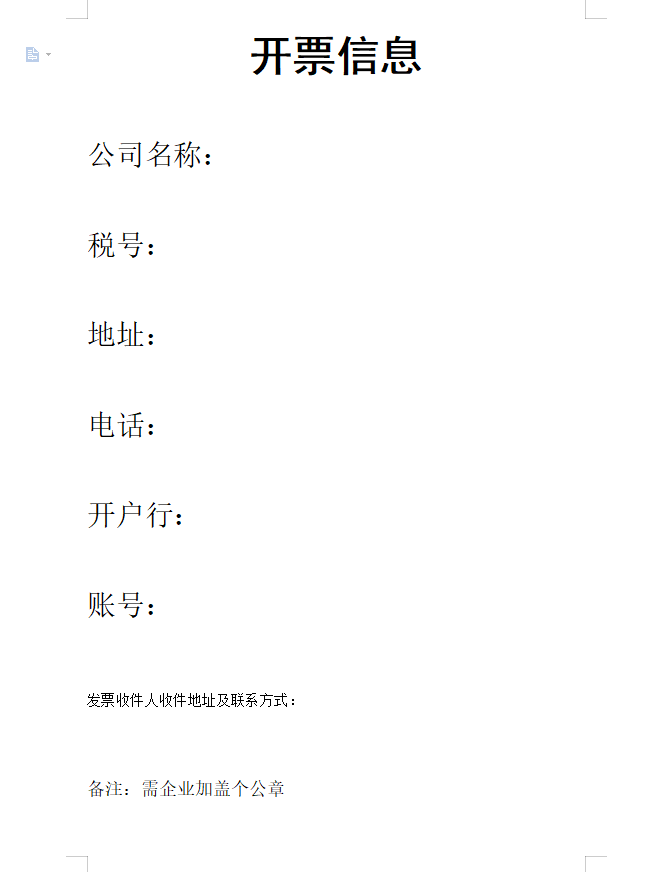 开票信息
公司名称：
税号：
地址：
电话：
开户行：
账号：
发票收件人收件地址及联系方式：
备注：需企业加盖个公章